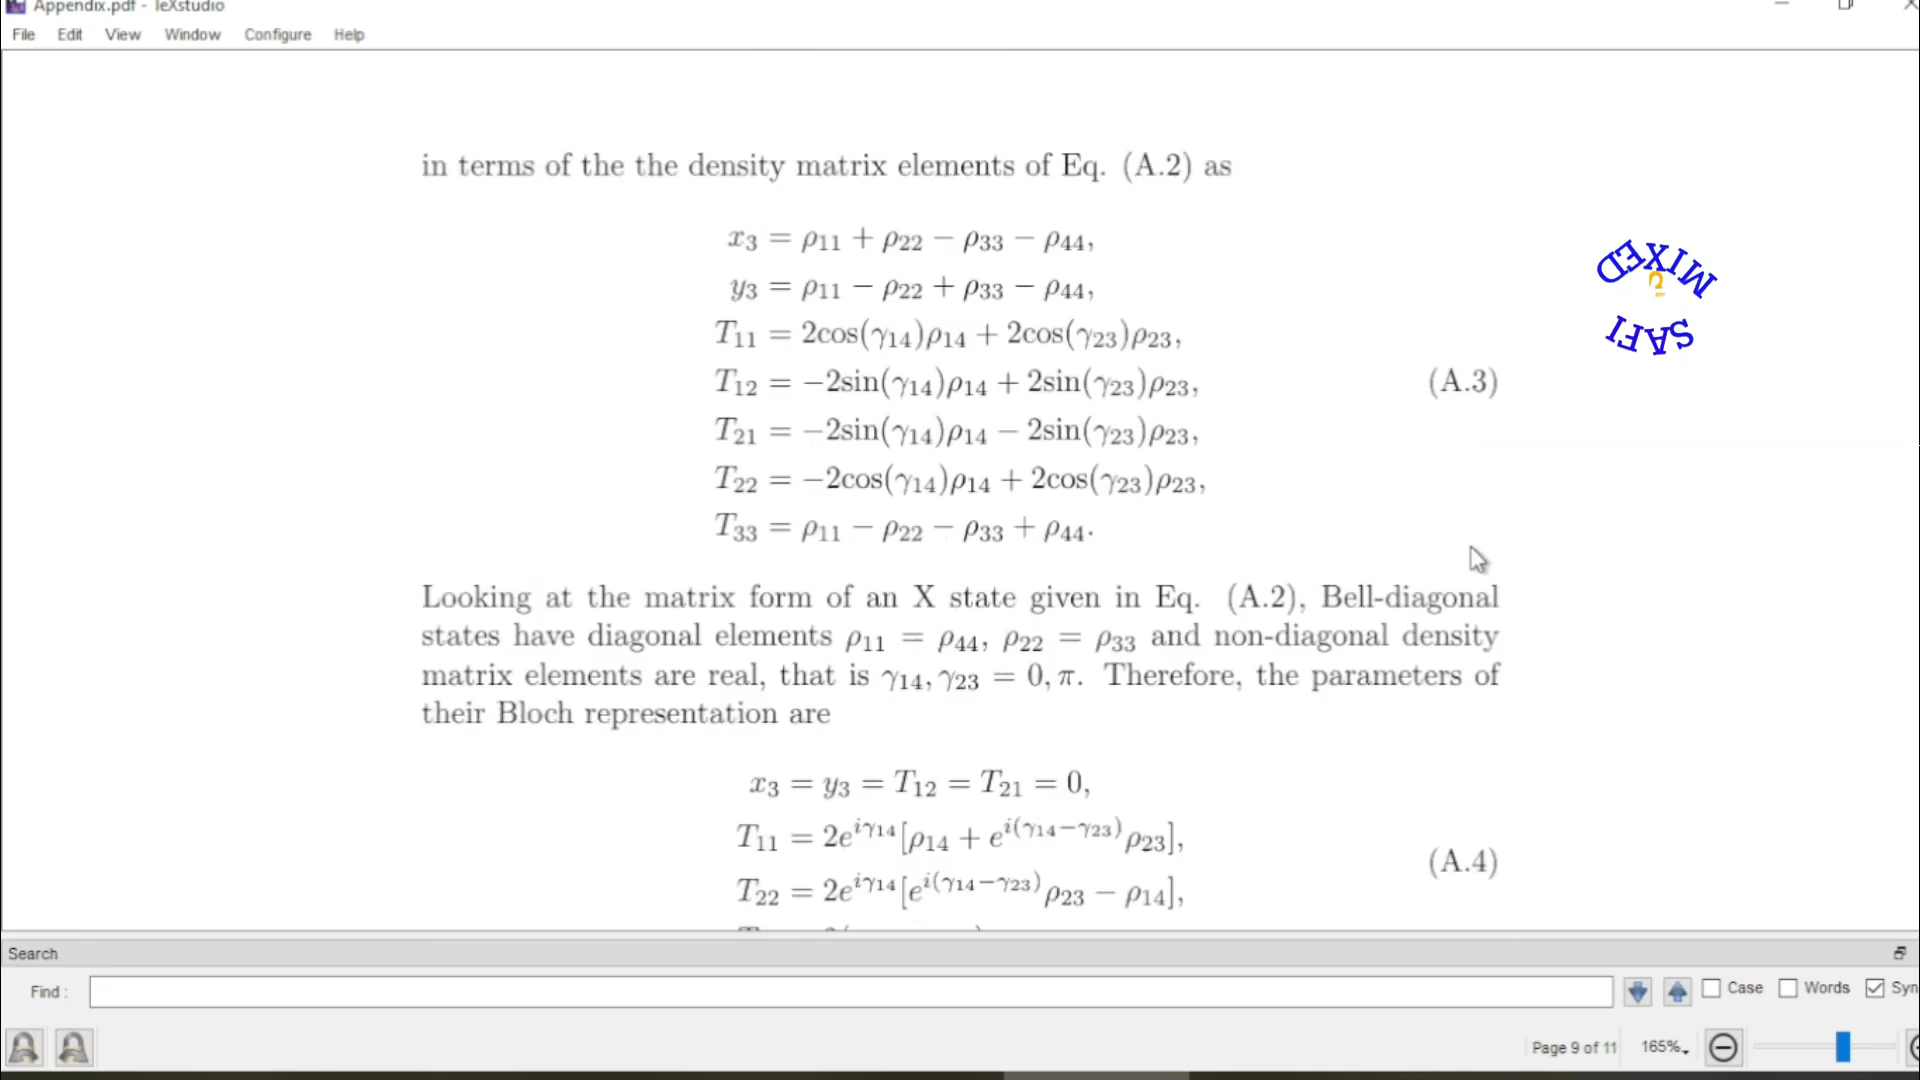 Appendix.pdf - TeXstudio
File Edit View Window Configure Help
in terms of the the density matrix elements of Eq. (A.2) as
x₃ = ρ₁₁ + ρ₂₂ − ρ₃₃ − ρ₄₄,
y₃ = ρ₁₁ − ρ₂₂ + ρ₃₃ − ρ₄₄,
T₁₁ = 2cos(γ₁₄)ρ₁₄ + 2cos(γ₂₃)ρ₂₃,
T₁₂ = −2sin(γ₁₄)ρ₁₄ + 2sin(γ₂₃)ρ₂₃, (A.3)
T₂₁ = −2sin(γ₁₄)ρ₁₄ − 2sin(γ₂₃)ρ₂₃,
T₂₂ = −2cos(γ₁₄)ρ₁₄ + 2cos(γ₂₃)ρ₂₃,
T₃₃ = ρ₁₁ − ρ₂₂ − ρ₃₃ + ρ₄₄.
MIXED
SAFI
Looking at the matrix form of an X state given in Eq. (A.2), Bell-diagonal
states have diagonal elements ρ₁₁ = ρ₄₄, ρ₂₂ = ρ₃₃ and non-diagonal density
matrix elements are real, that is γ₁₄, γ₂₃ = 0, π. Therefore, the parameters of
their Bloch representation are
x₃ = y₃ = T₁₂ = T₂₁ = 0,
T₁₁ = 2e^{iγ₁₄}[ρ₁₄ + e^{i(γ₁₄−γ₂₃)}ρ₂₃],
(A.4)
T₂₂ = 2e^{iγ₁₄}[e^{i(γ₁₄−γ₂₃)}ρ₂₃ − ρ₁₄],
Search
Find : Case Words Syn
Page 9 of 11 165%